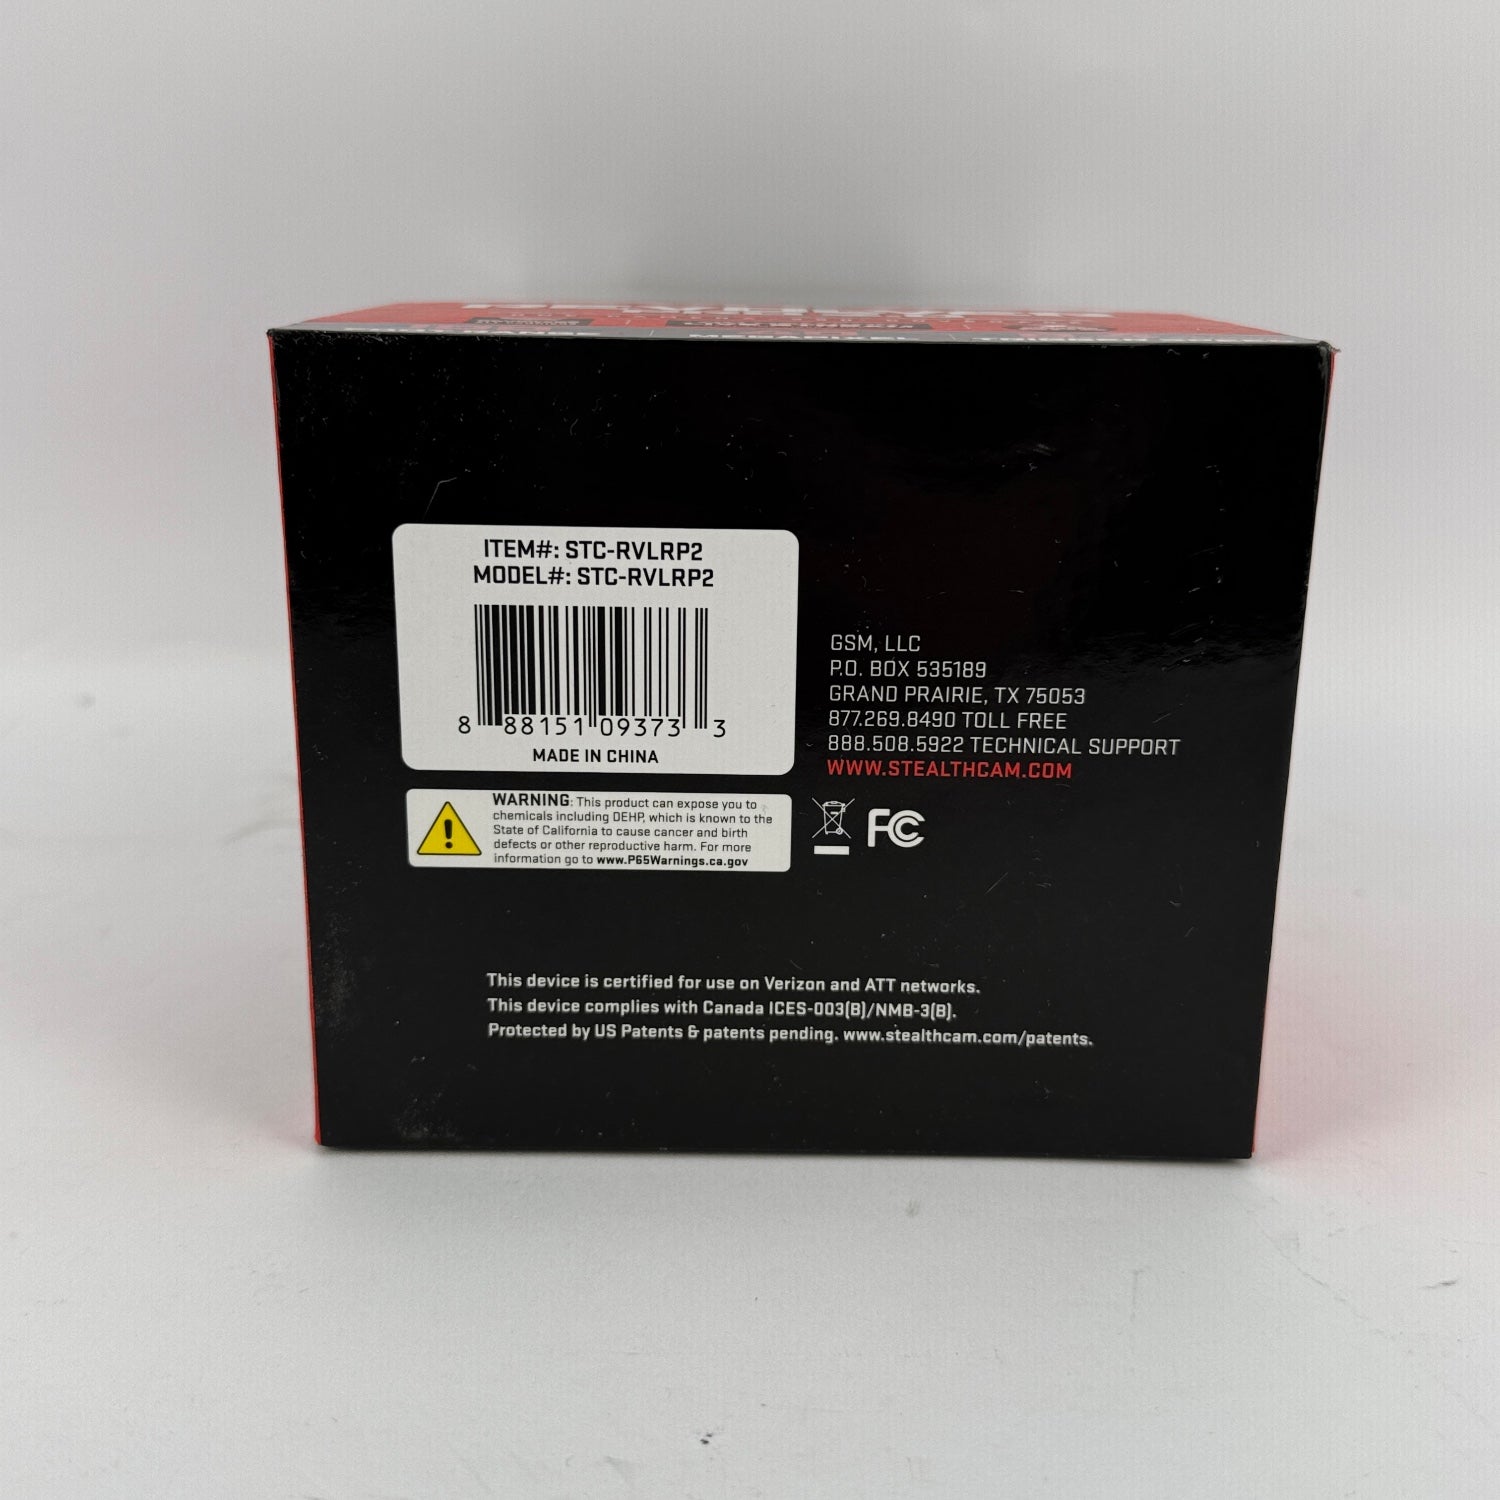 MEGAPIXEL
ITEM#: STC-RVLRP2
MODEL#: STC-RVLRP2
8 88151 09373 3
MADE IN CHINA
GSM, LLC
P.O. BOX 535189
GRAND PRAIRIE, TX 75053
877.269.8490 TOLL FREE
888.508.5922 TECHNICAL SUPPORT
WWW.STEALTHCAM.COM
WARNING: This product can expose you to
chemicals including DEHP, which is known to the
State of California to cause cancer and birth
defects or other reproductive harm. For more
information go to www.P65Warnings.ca.gov
FC
This device is certified for use on Verizon and ATT networks.
This device complies with Canada ICES-003(B)/NMB-3(B).
Protected by US Patents & patents pending. www.stealthcam.com/patents.